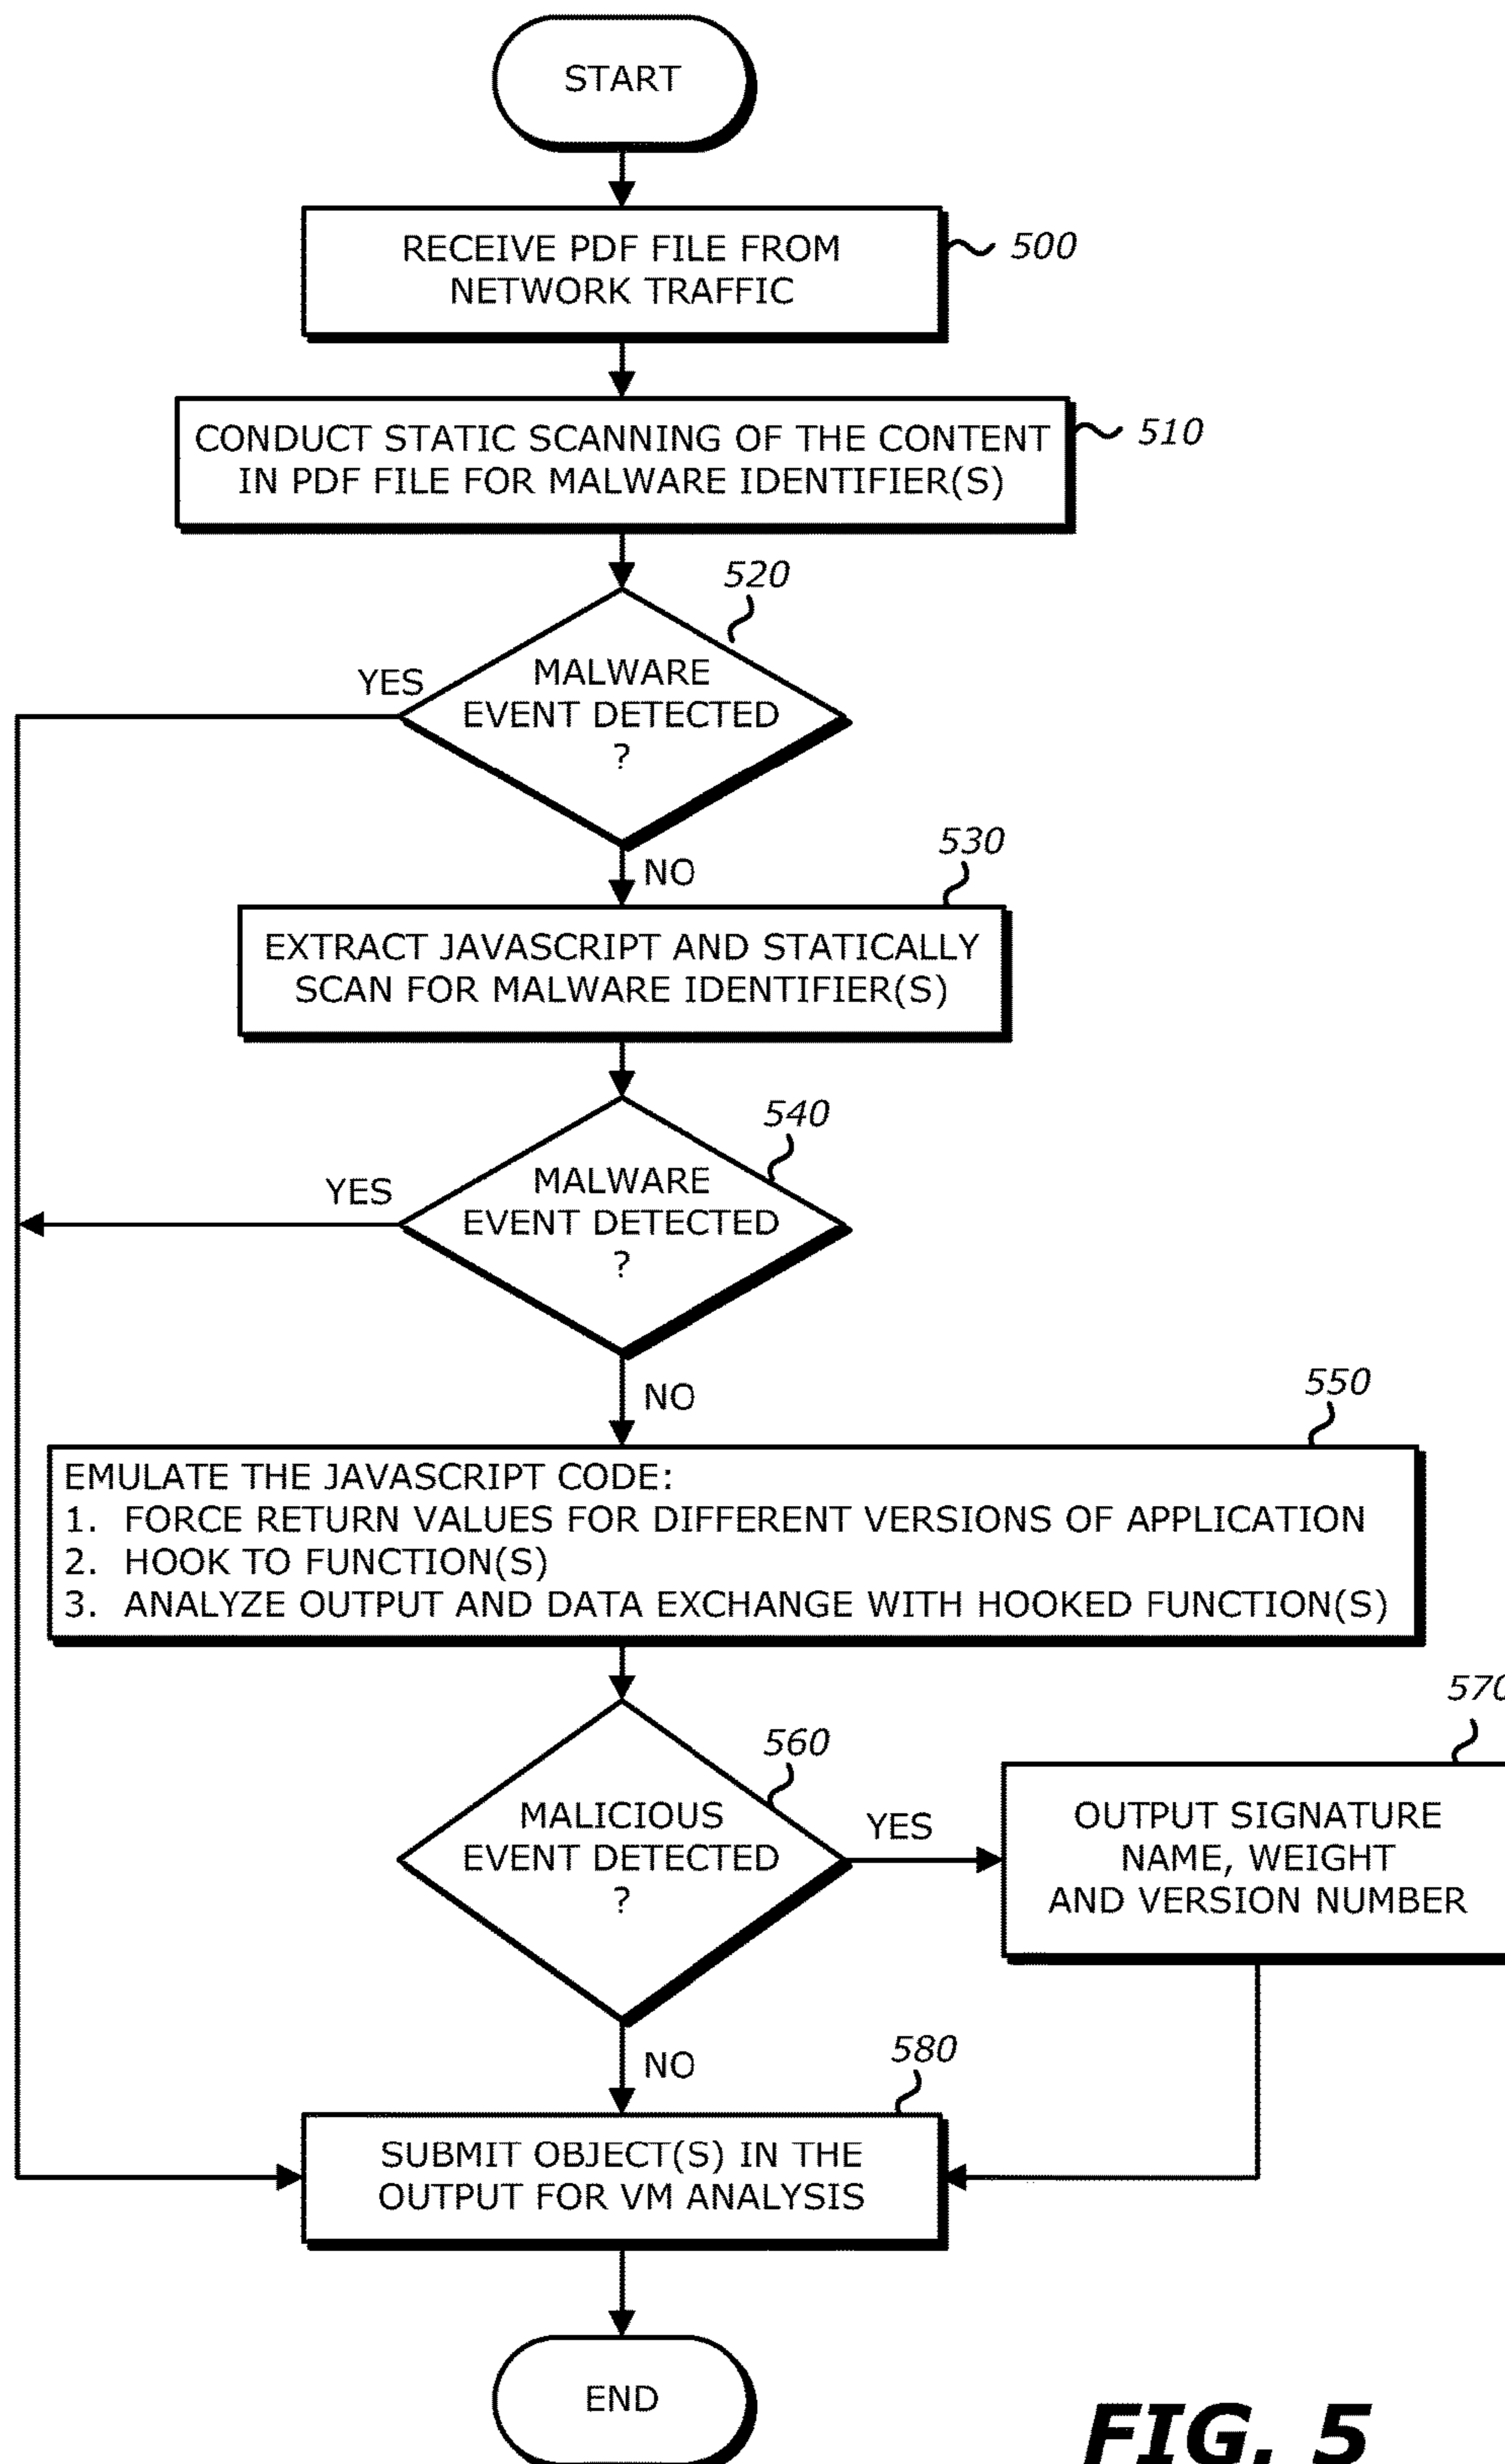 START
RECEIVE PDF FILE FROM
NETWORK TRAFFIC
500
CONDUCT STATIC SCANNING OF THE CONTENT
IN PDF FILE FOR MALWARE IDENTIFIER(S)
510
520
MALWARE
EVENT DETECTED
?
YES
NO
530
EXTRACT JAVASCRIPT AND STATICALLY
SCAN FOR MALWARE IDENTIFIER(S)
540
MALWARE
EVENT DETECTED
?
YES
NO
550
EMULATE THE JAVASCRIPT CODE:
1. FORCE RETURN VALUES FOR DIFFERENT VERSIONS OF APPLICATION
2. HOOK TO FUNCTION(S)
3. ANALYZE OUTPUT AND DATA EXCHANGE WITH HOOKED FUNCTION(S)
560
MALICIOUS
EVENT DETECTED
?
YES
570
OUTPUT SIGNATURE
NAME, WEIGHT
AND VERSION NUMBER
NO
580
SUBMIT OBJECT(S) IN THE
OUTPUT FOR VM ANALYSIS
END
FIG. 5